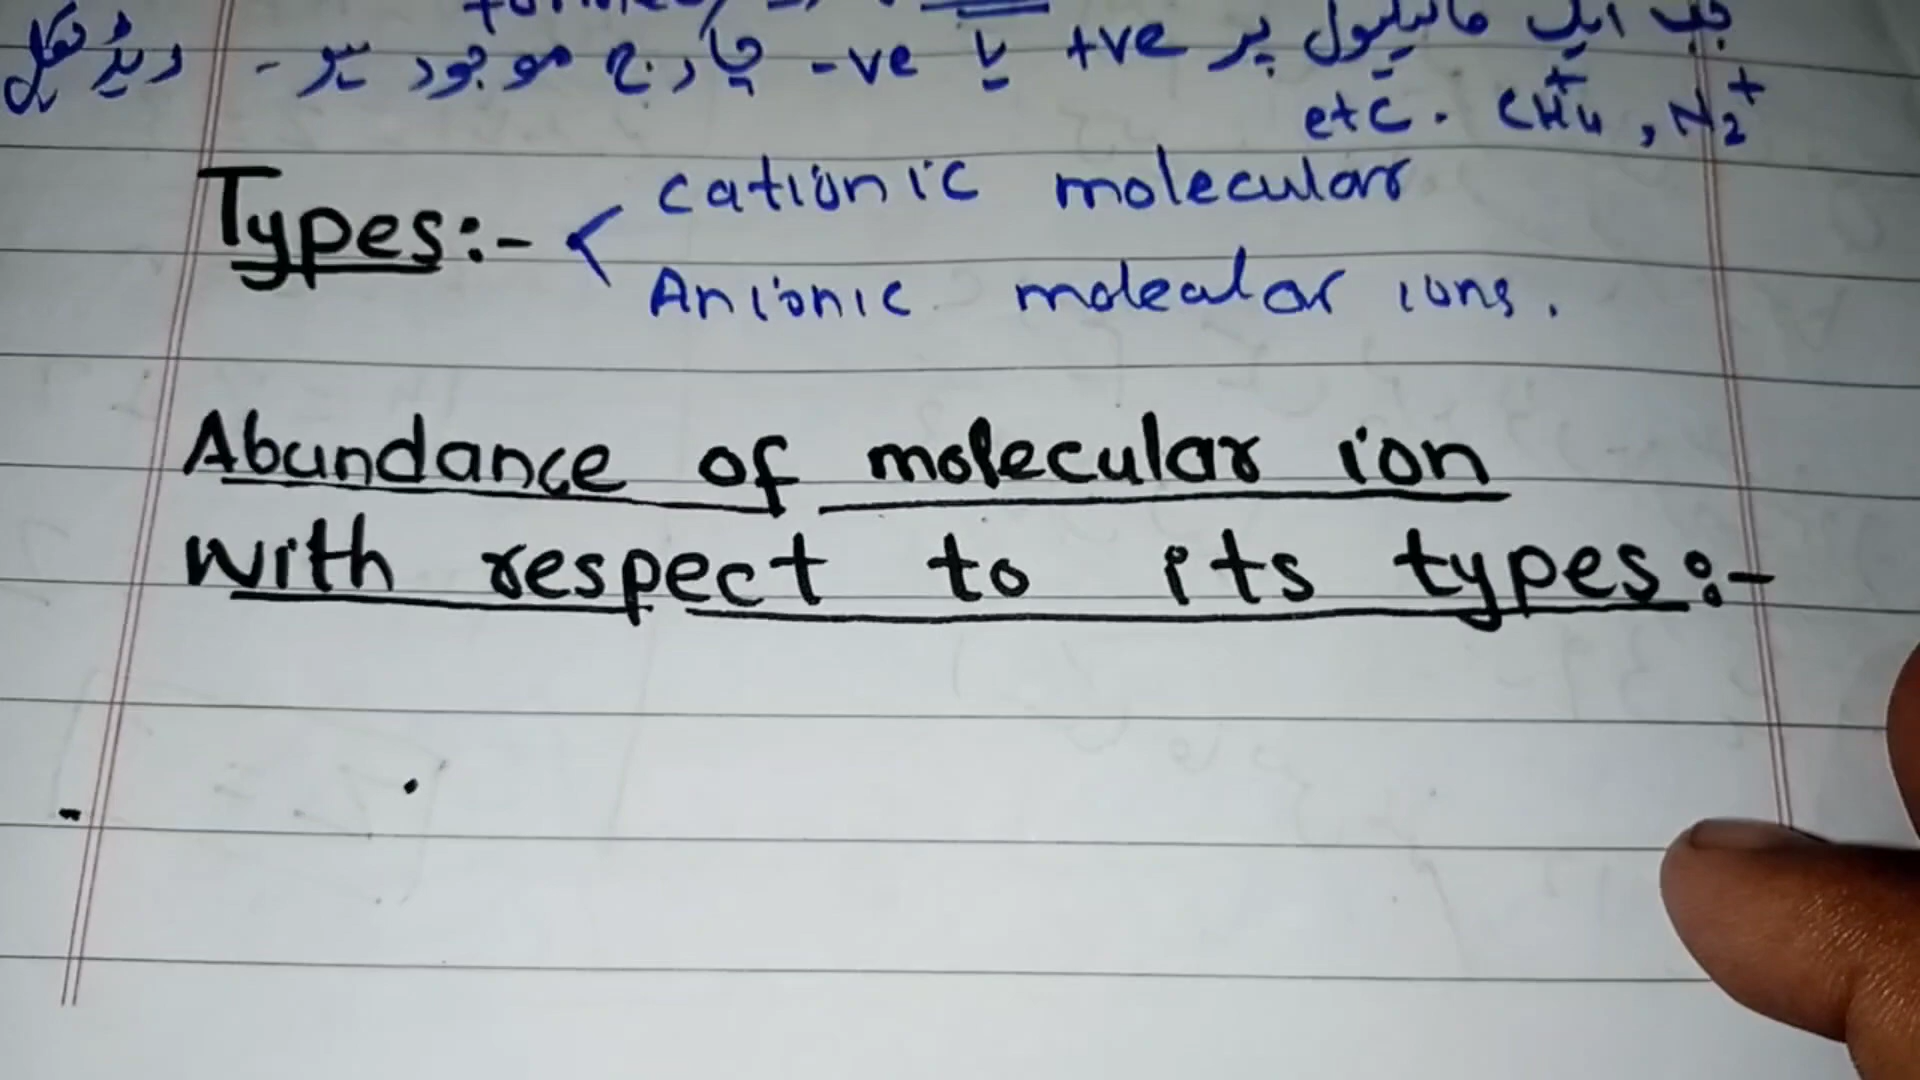 جب ایک مالیکیول پر +ve یا -ve چارج موجود ہو -
etc. CH4+, N2+
Types:-
cationic molecular
Anionic molecular ions.
Abundance of molecular ion
with respect to its types:-